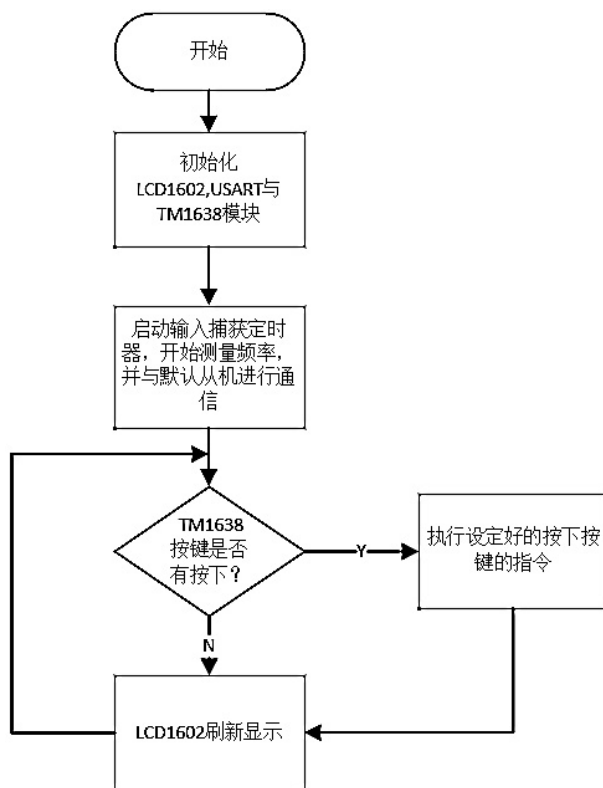 开始
初始化
LCD1602,USART与
TM1638模块
启动输入捕获定时
器，开始测量频率，
并与默认从机进行通
信
TM1638
按键是否
有按下？
Y
执行设定好的按下按
键的指令
N
LCD1602刷新显示